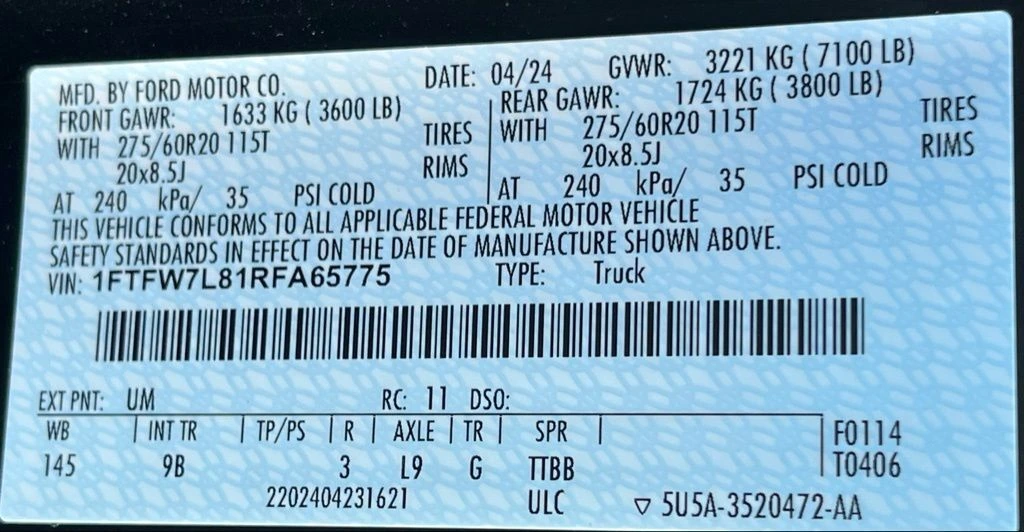 MFD. BY FORD MOTOR CO. DATE: 04/24 GVWR: 3221 KG ( 7100 LB)
FRONT GAWR: 1633 KG ( 3600 LB) REAR GAWR: 1724 KG ( 3800 LB)
WITH 275/60R20 115T TIRES WITH 275/60R20 115T TIRES
20x8.5J RIMS 20x8.5J RIMS
AT 240 kPa/ 35 PSI COLD AT 240 kPa/ 35 PSI COLD
THIS VEHICLE CONFORMS TO ALL APPLICABLE FEDERAL MOTOR VEHICLE
SAFETY STANDARDS IN EFFECT ON THE DATE OF MANUFACTURE SHOWN ABOVE.
VIN: 1FTFW7L81RFA65775 TYPE: Truck
EXT PNT: UM RC: 11 DSO:
WB | INT TR | TP/PS | R | AXLE | TR | SPR | F0114
145 9B 3 L9 G TTBB T0406
2202404231621 ULC ▽ 5U5A-3520472-AA